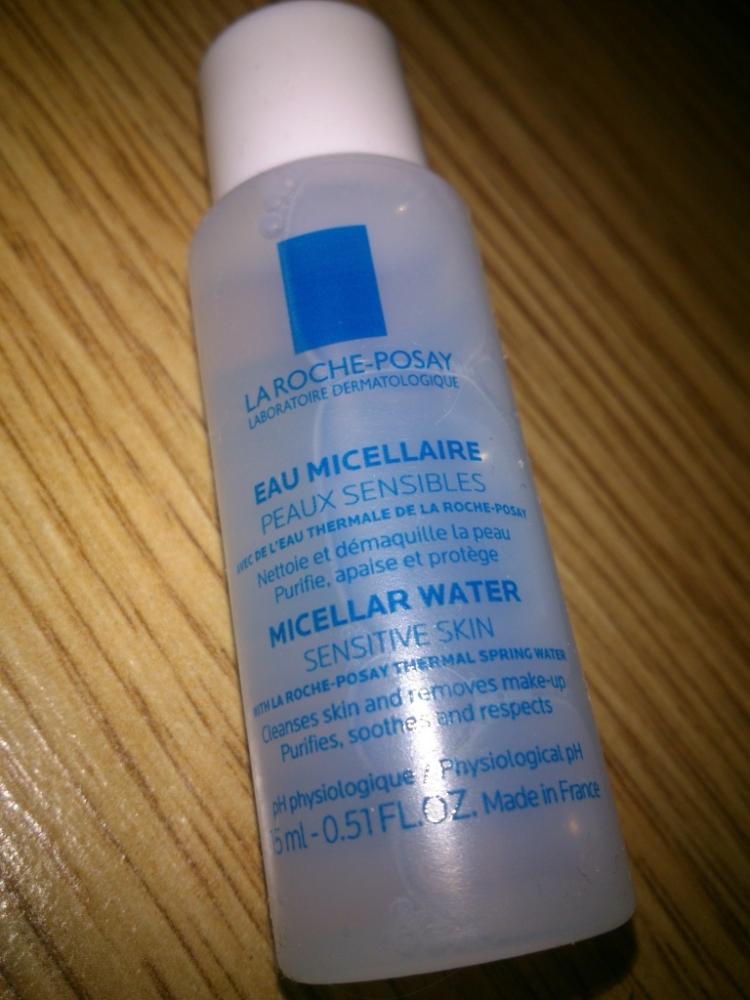 LA ROCHE-POSAY
LABORATOIRE DERMATOLOGIQUE
EAU MICELLAIRE
PEAUX SENSIBLES
AVEC DE L'EAU THERMALE DE LA ROCHE-POSAY
Nettoie et démaquille la peau
Purifie, apaise et protège
MICELLAR WATER
SENSITIVE SKIN
WITH LA ROCHE-POSAY THERMAL SPRING WATER
Cleanses skin and removes make-up
Purifies, soothes and respects
pH physiologique / Physiological pH
15 ml - 0.51 FL.OZ. Made in France